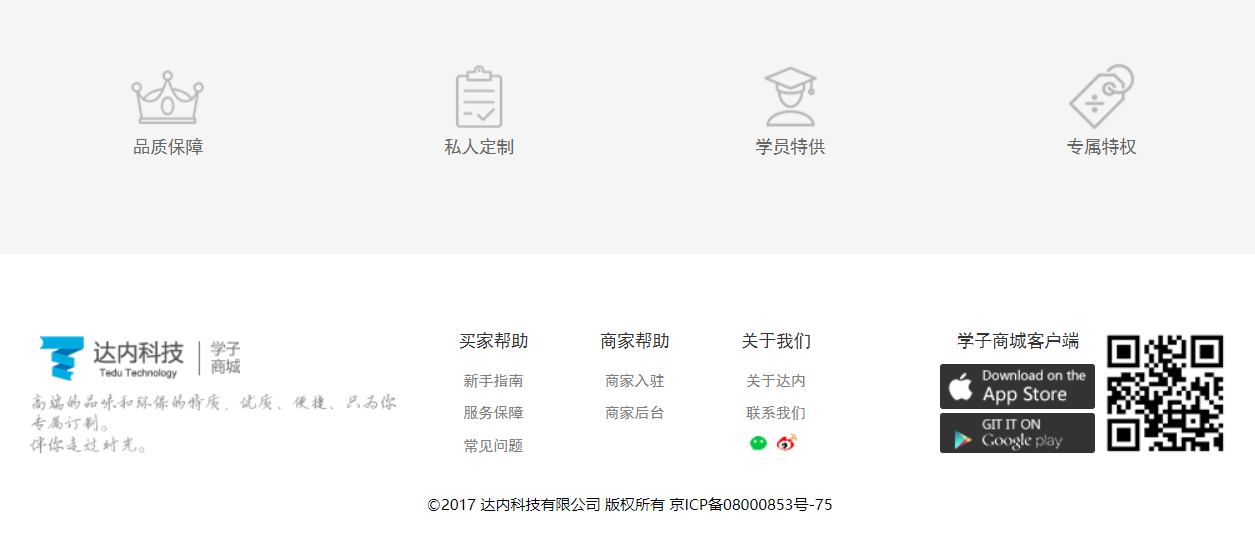 品质保障
私人定制
学员特供
专属特权
达内科技
Tedu Technology
学子
商城
高端的品味和环保的特质，优质、便捷、只为你
专属订制。
伴你走过时光。
买家帮助
新手指南
服务保障
常见问题
商家帮助
商家入驻
商家后台
关于我们
关于达内
联系我们
学子商城客户端
Download on the
App Store
GIT IT ON
Google play
©2017 达内科技有限公司 版权所有 京ICP备08000853号-75